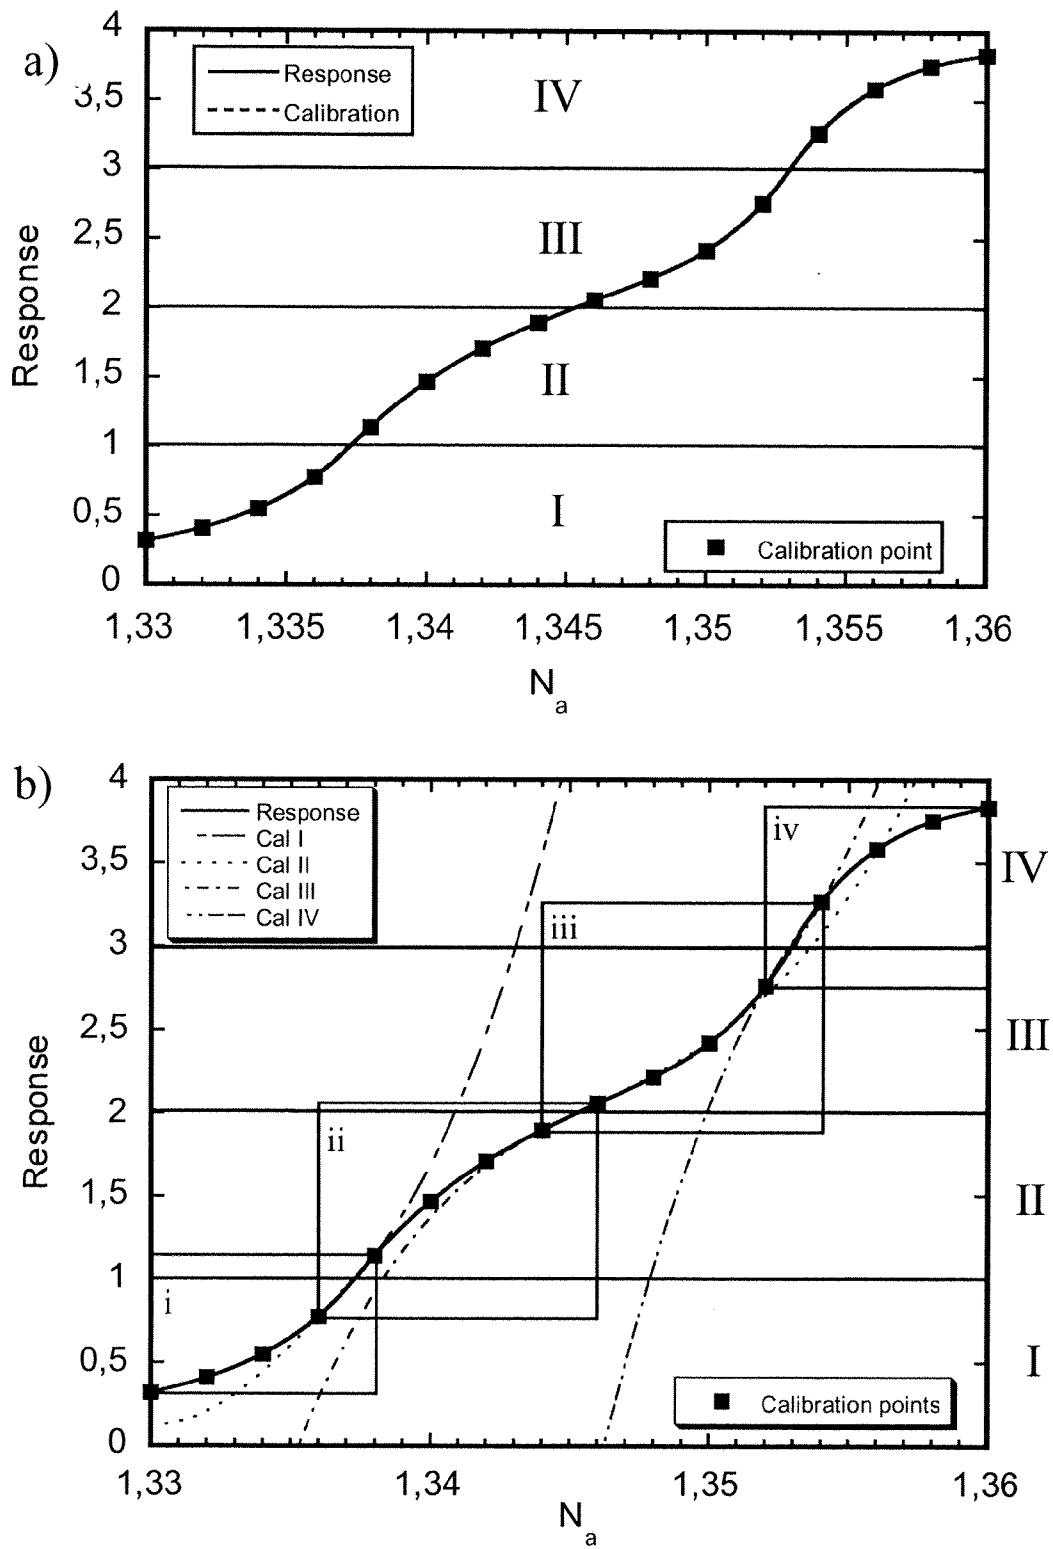 a)
4
3,5
3
2,5
2
1,5
1
0,5
0
Response
Response
Calibration
IV
III
II
I
Calibration point
1,33 1,335 1,34 1,345 1,35 1,355 1,36
Na
b)
4
3,5
3
2,5
2
1,5
1
0,5
0
Response
Response
Cal I
Cal II
Cal III
Cal IV
iv
iii
ii
i
IV
III
II
I
Calibration points
1,33 1,34 1,35 1,36
Na